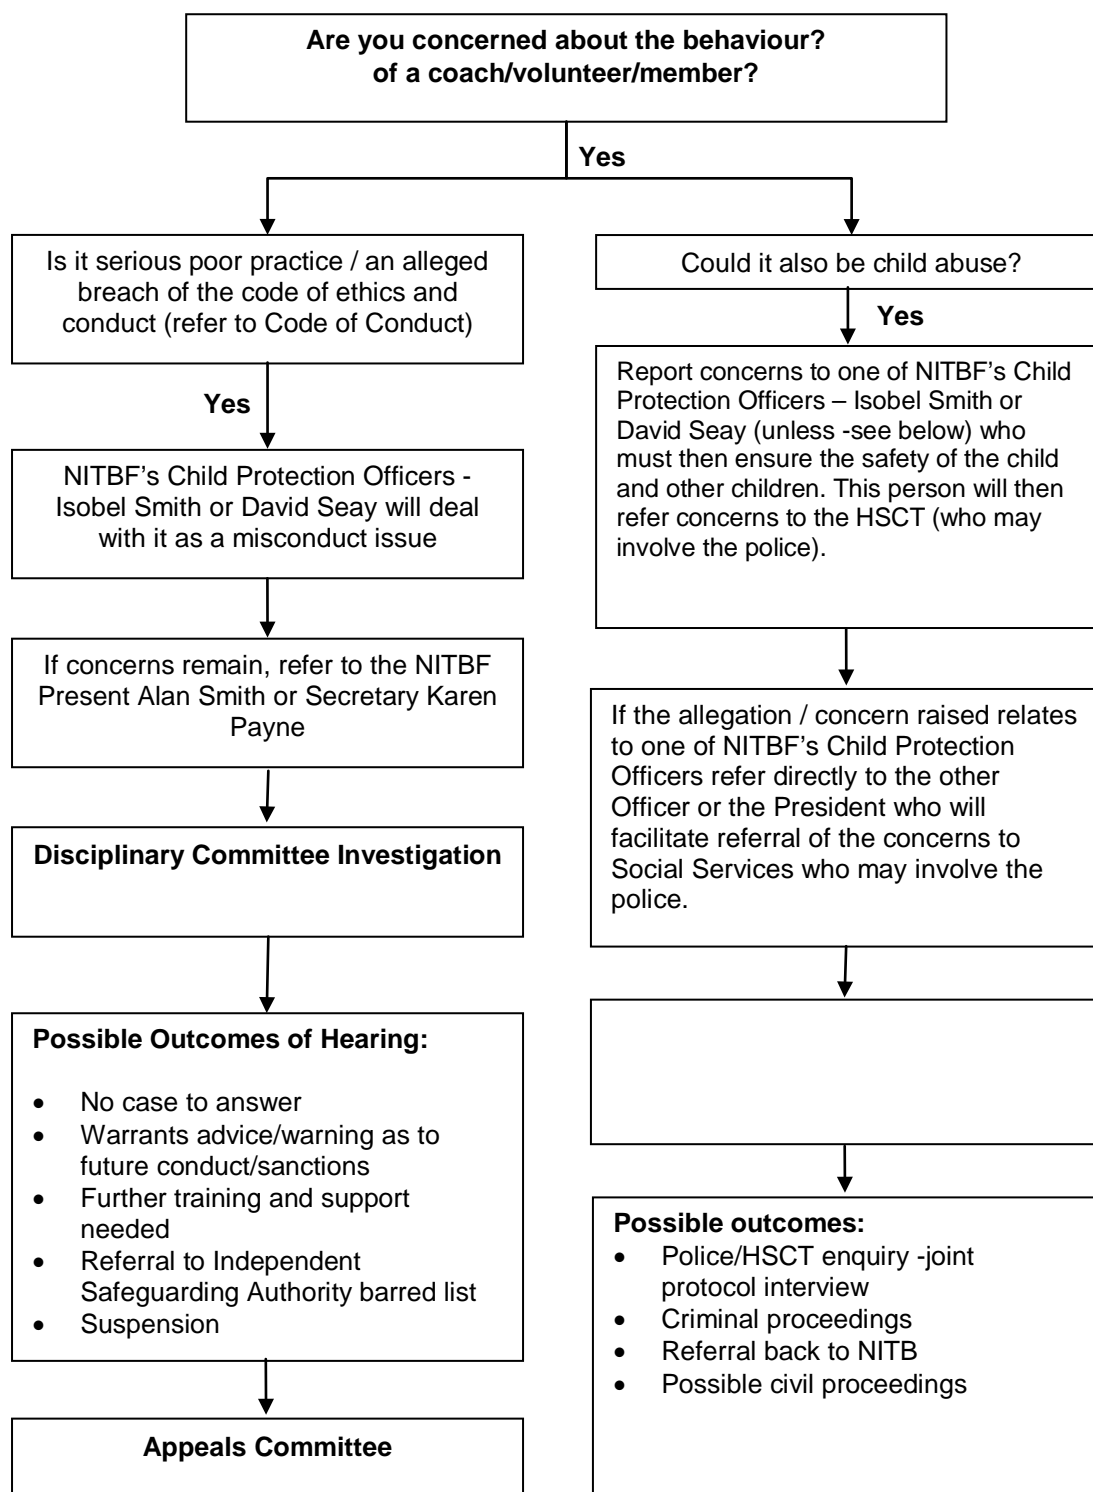 Are you concerned about the behaviour?
of a coach/volunteer/member?
Yes
Is it serious poor practice / an alleged
breach of the code of ethics and
conduct (refer to Code of Conduct)
Yes
NITBF’s Child Protection Officers -
Isobel Smith or David Seay will deal
with it as a misconduct issue
If concerns remain, refer to the NITBF
Present Alan Smith or Secretary Karen
Payne
Disciplinary Committee Investigation
Possible Outcomes of Hearing:
• No case to answer
• Warrants advice/warning as to
future conduct/sanctions
• Further training and support
needed
• Referral to Independent
Safeguarding Authority barred list
• Suspension
Appeals Committee
Could it also be child abuse?
Yes
Report concerns to one of NITBF’s Child
Protection Officers – Isobel Smith or
David Seay (unless -see below) who
must then ensure the safety of the child
and other children. This person will then
refer concerns to the HSCT (who may
involve the police).
If the allegation / concern raised relates
to one of NITBF’s Child Protection
Officers refer directly to the other
Officer or the President who will
facilitate referral of the concerns to
Social Services who may involve the
police.
Possible outcomes:
• Police/HSCT enquiry -joint
protocol interview
• Criminal proceedings
• Referral back to NITB
• Possible civil proceedings